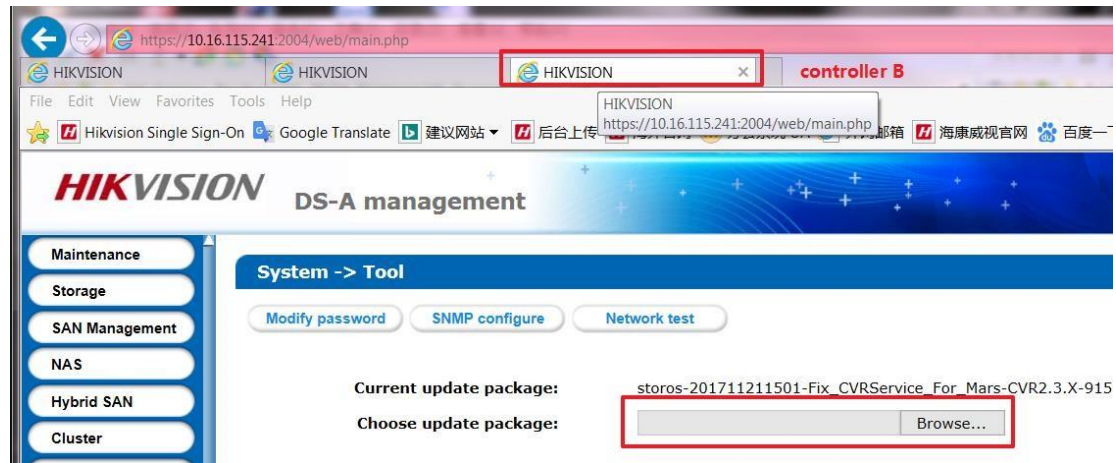 https://10.16.115.241:2004/web/main.php
HIKVISION HIKVISION HIKVISION × controller B
File Edit View Favorites Tools Help
HIKVISION
https://10.16.115.241:2004/web/main.php
Hikvision Single Sign-On Google Translate 建议网站 后台上传 邮箱 海康威视官网 百度一下
HIKVISION DS-A management
Maintenance
System -> Tool
Storage
Modify password SNMP configure Network test
SAN Management
NAS
Current update package: storos-201711211501-Fix_CVRService_For_Mars-CVR2.3.X-915
Hybrid SAN
Choose update package: Browse...
Cluster